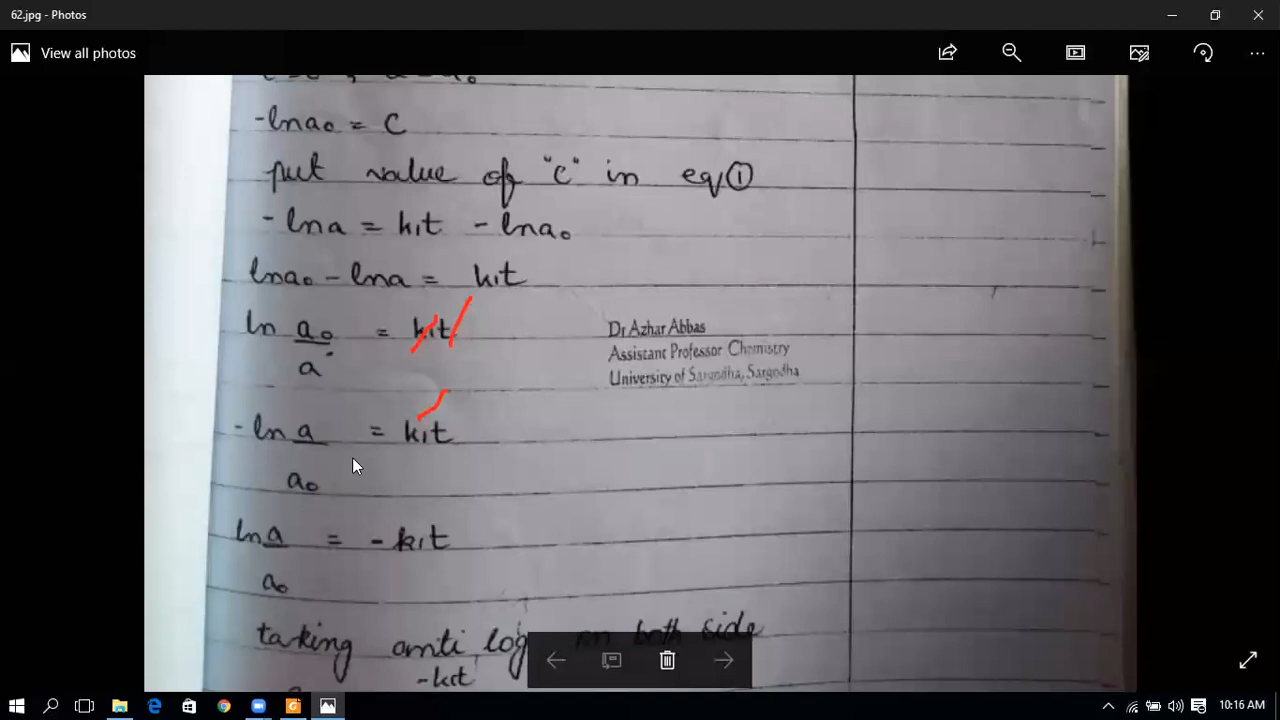 62.jpg - Photos
View all photos
-lna₀ = C
put value of "C" in eq①
-lna = k₁t - lna₀
lna₀ - lna = k₁t
ln a₀ = k₁t
a
Dr Azhar Abbas
Assistant Professor Chemistry
University of Sargodha, Sargodha
-ln a = k₁t
a₀
ln a = -k₁t
a₀
taking anti log on both side
-k₁t
10:16 AM